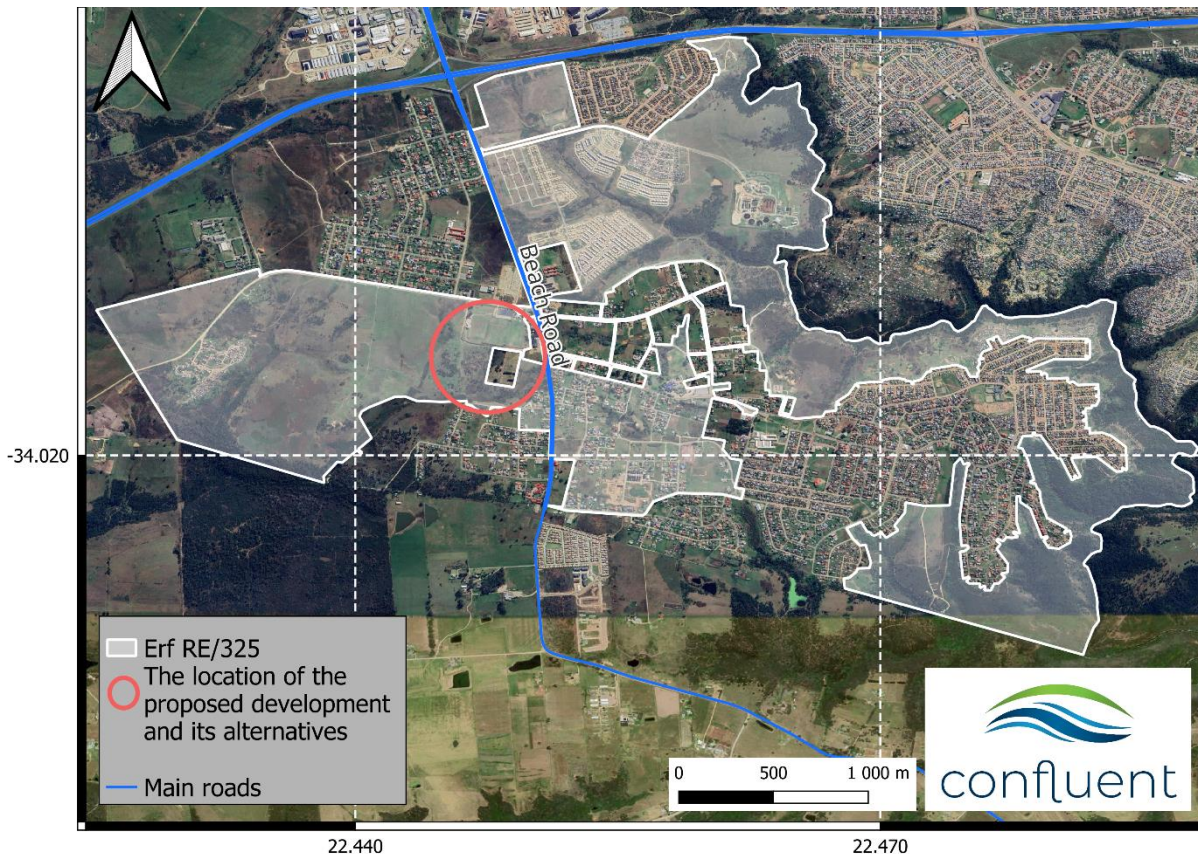 Beach Road
-34.020
Erf RE/325
The location of the
proposed development
and its alternatives
Main roads
0 500 1 000 m
confluent
22.440 22.470